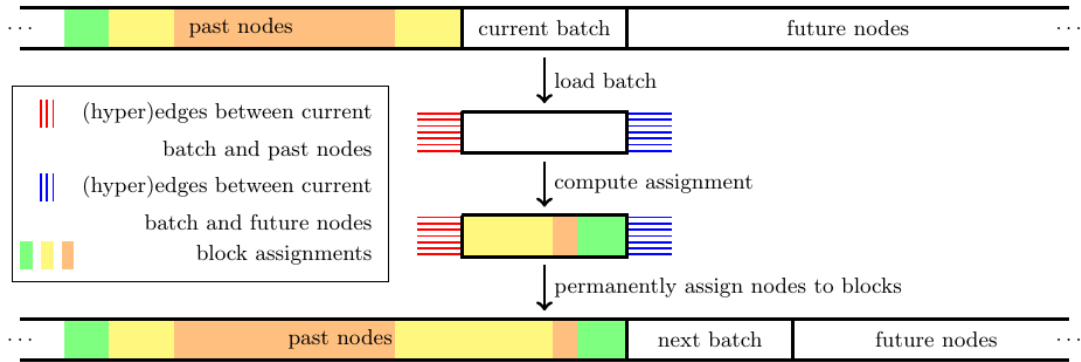 ··· past nodes current batch future nodes ···
load batch
(hyper)edges between current
batch and past nodes
(hyper)edges between current
compute assignment
batch and future nodes
block assignments
permanently assign nodes to blocks
··· past nodes next batch future nodes ···